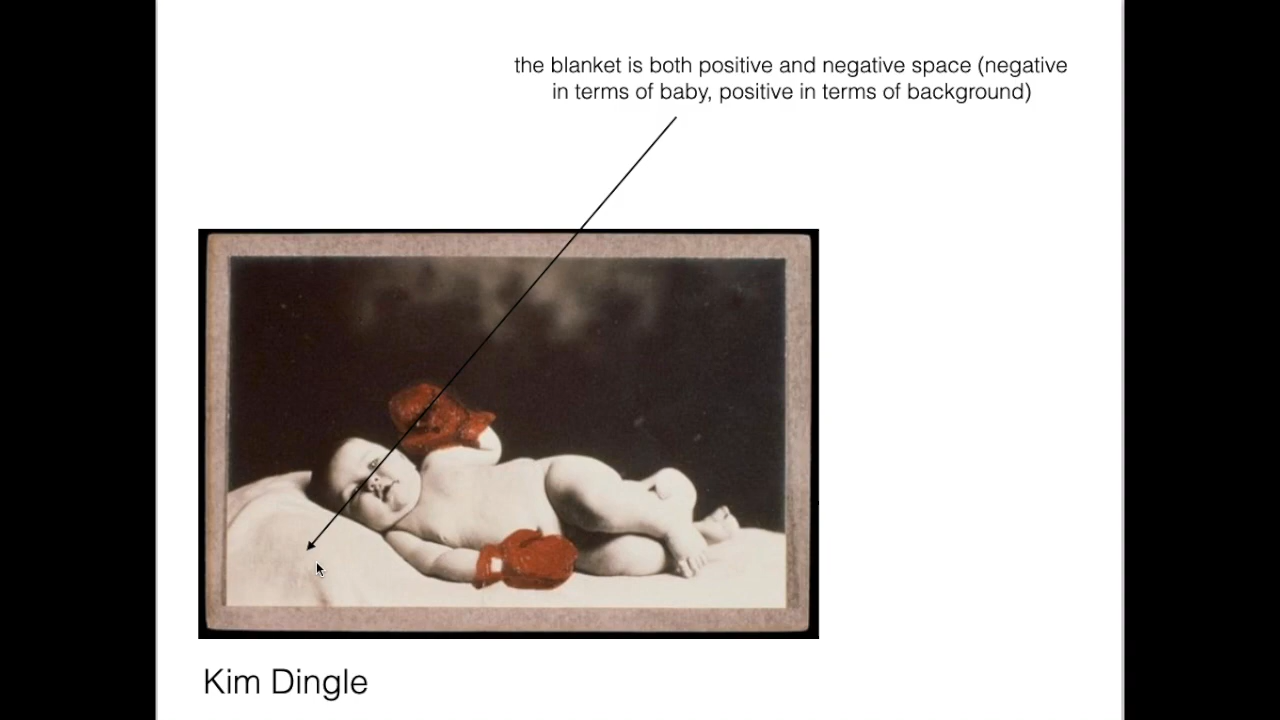 the blanket is both positive and negative space (negative
in terms of baby, positive in terms of background)
Kim Dingle